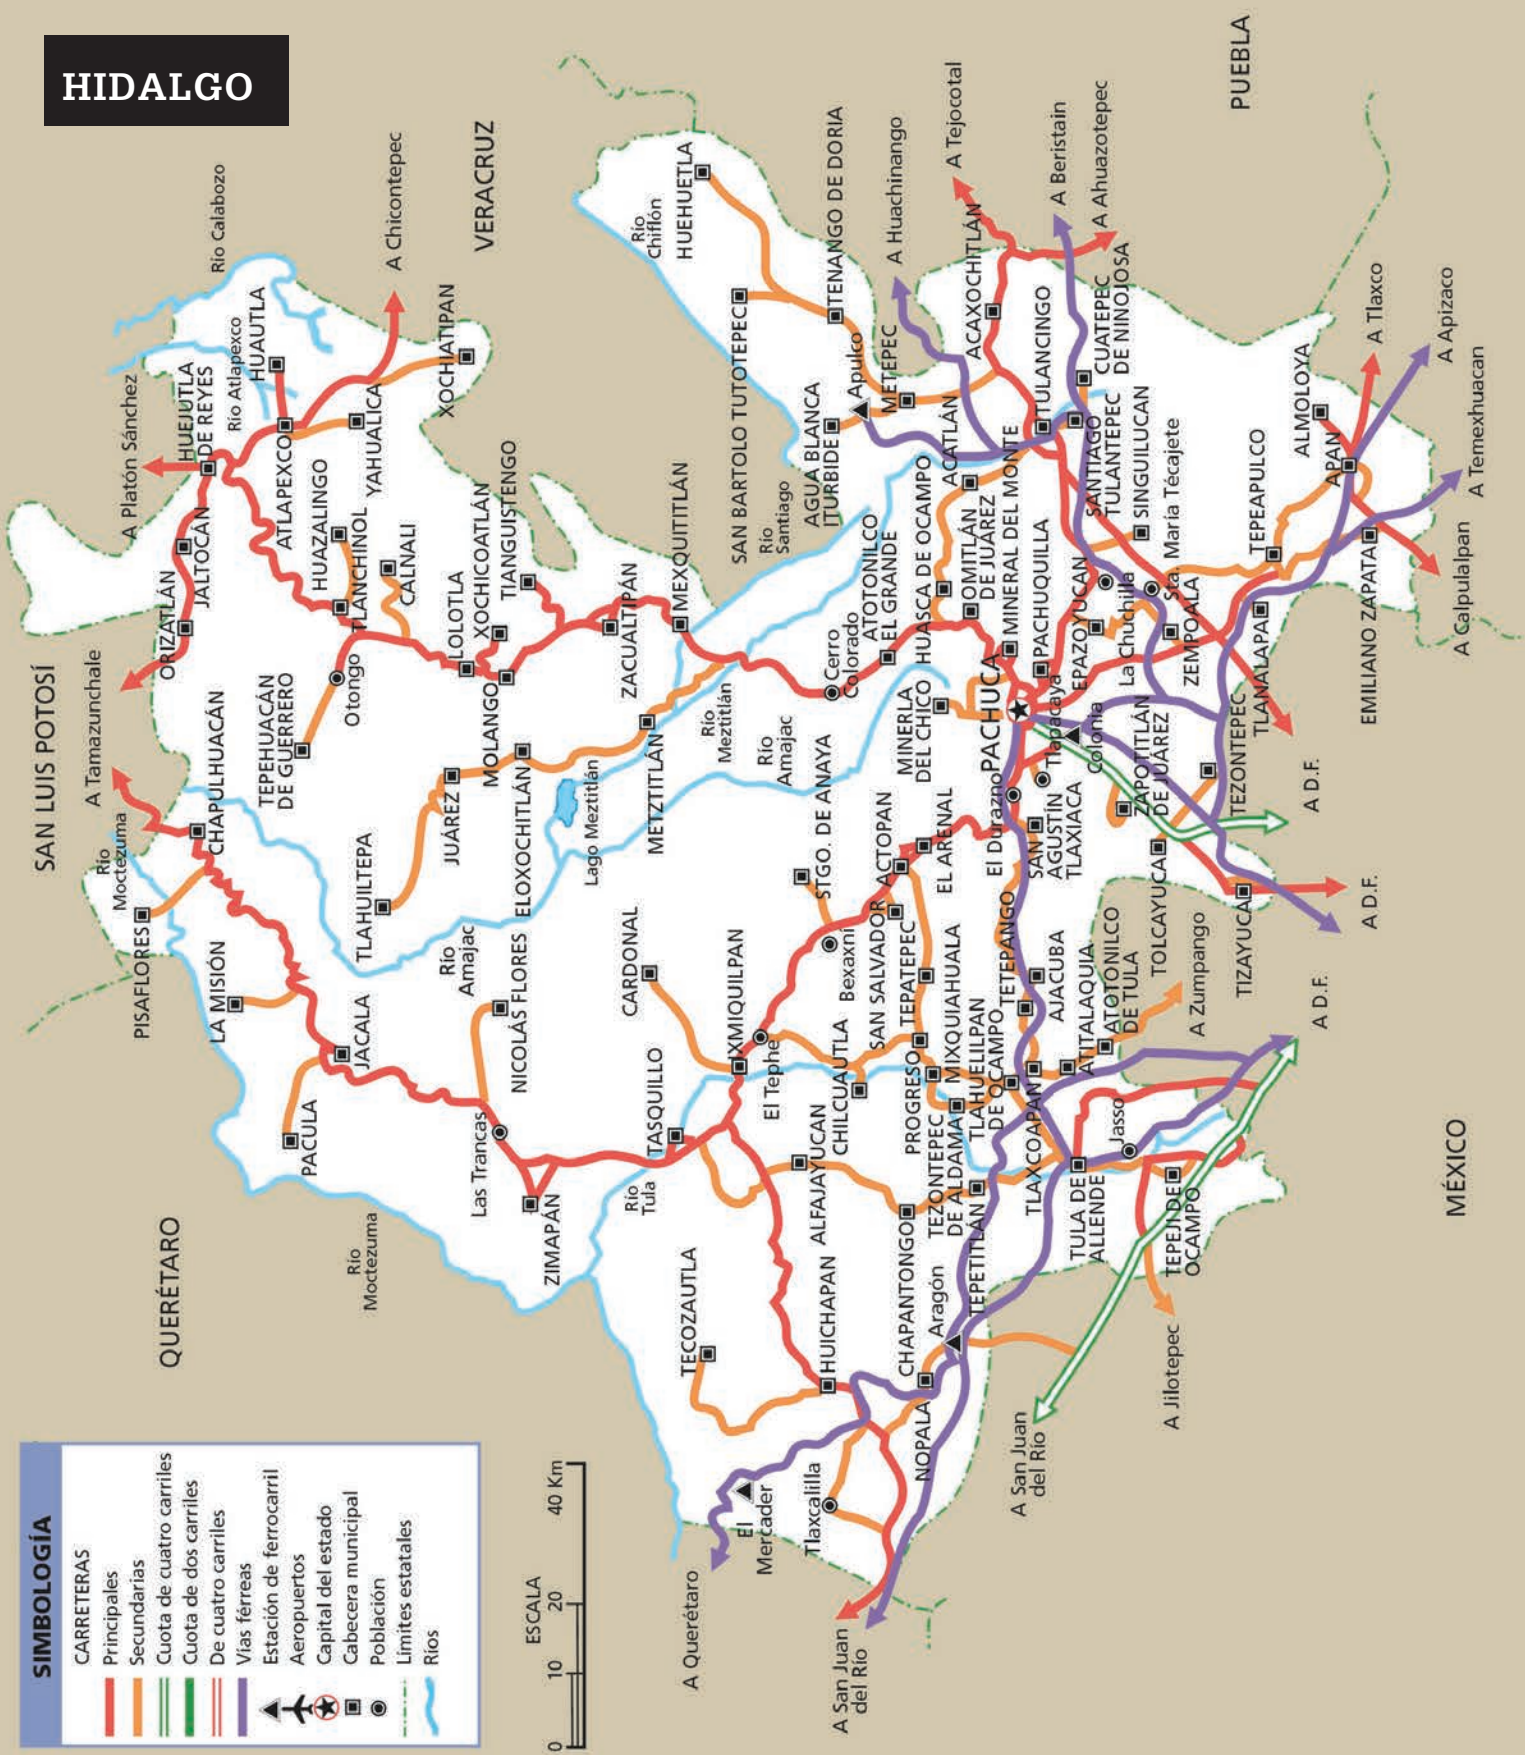 HIDALGO
SIMBOLOGÍA
CARRETERAS
Principales
Secundarias
Cuota de cuatro carriles
Cuota de dos carriles
De cuatro carriles
Vias férreas
Estación de ferrocarril
Aeropuertos
Capital del estado
Cabecera municipal
Población
Limites estatales
Ríos
ESCALA
0
10
20
40 Km
QUERÉTARO
SAN LUIS POTOSÍ
VERACRUZ
PUEBLA
MÉXICO
A Tamazunchale
A Platón Sánchez
Río Calabozo
A Chicontepec
Río
Moctezuma
PISAFLORES
CHAPULHUACÁN
LA MISIÓN
JACALA
PACULA
Río
Moctezuma
ORIZATLÁN
JALTOCÁN
HUEJUTLA
DE REYES
Río Atlapexco
HUAUTLA
ATLAPEXCO
YAHUALICA
XOCHIATIPAN
HUAZALINGO
TLANCHINOL
CALNALI
TEPEHUACÁN
DE GUERRERO
Otongo
LOLOTLA
XOCHICOATLÁN
TIANGUISTENGO
MOLANGO
ZACUALTIPÁN
MEXQUITITLÁN
TLAHUILTEPA
JUÁREZ
ELOXOCHITLÁN
Lago Meztitlán
METZTITLÁN
Río
Meztitlán
Río
Amajac
Río
Amajac
NICOLÁS FLORES
Las Trancas
ZIMAPÁN
CARDONAL
TASQUILLO
Río
Tula
IXMIQUILPAN
El Tephe
TECOZAUTLA
HUICHAPAN
ALFAJAYUCAN
CHILCUAUTLA
Bexaxni
STGO. DE ANAYA
ACTOPAN
SAN SALVADOR
EL ARENAL
TEPATEPEC
PROGRESO
MIXQUIAHUALA
TEZONTEPEC
DE ALDAMA
TLAHUELILPAN
DE OCAMPO
TETEPANGO
AJACUBA
TLAXCOAPAN
ATITALAQUIA
ATOTONILCO
DE TULA
CHAPANTONGO
TEPETITLÁN
Aragón
NOPALA
Tlaxcalilla
El
Mercader
A Querétaro
A San Juan
del Río
A San Juan
del Río
TULA DE
ALLENDE
Jasso
TEPEJI DE
OCAMPO
A Jilotepec
A D.F.
A Zumpango
TOLCAYUCA
TIZAYUCA
A D.F.
A D.F.
SAN BARTOLO TUTOTEPEC
Río
Chiflón
HUEHUETLA
TENANGO DE DORIA
Río
Santiago
AGUA BLANCA
ITURBIDE
Apulco
METEPEC
A Huachinango
A Tejocotal
ACAXOCHITLÁN
A Beristain
A Ahuazotepec
TULANCINGO
CUATEPEC
DE NINOJOSA
SANTIAGO
TULANTEPEC
ACATLÁN
Cerro
Colorado
ATOTONILCO
EL GRANDE
HUASCA DE OCAMPO
OMITLÁN
DE JUÁREZ
MINERAL DEL MONTE
MINERLA
DEL CHICO
PACHUCA
PACHUQUILLA
EPAZOYUCAN
La Chuchilla
Sta. María Técajete
SINGUILUCAN
ZEMPOALA
El Durazno
SAN
AGUSTÍN
TLAXIACA
Tlapacaya
Colonia
ZAPOTITLÁN
DE JUÁREZ
TEZONTEPEC
TLANALAPA
TEPEAPULCO
ALMOLOYA
APAN
EMILIANO ZAPATA
A Tlaxco
A Apizaco
A Temexhuacan
A Calpulalpan